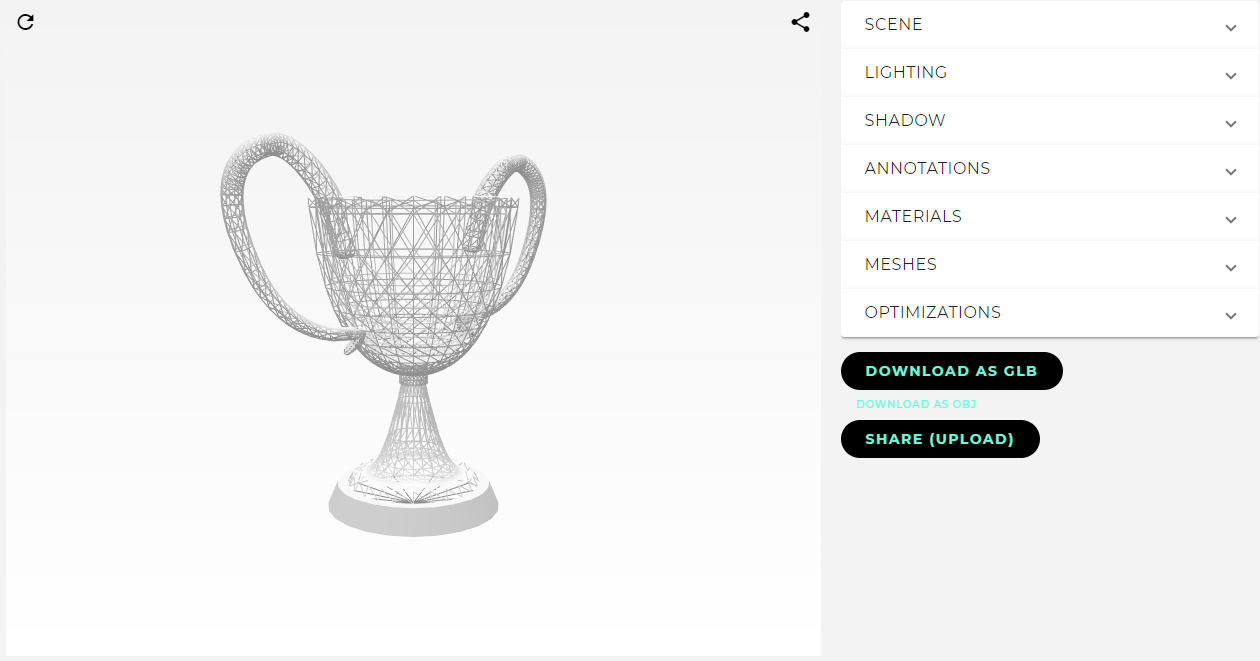 SCENE
LIGHTING
SHADOW
ANNOTATIONS
MATERIALS
MESHES
OPTIMIZATIONS
DOWNLOAD AS GLB
DOWNLOAD AS OBJ
SHARE (UPLOAD)